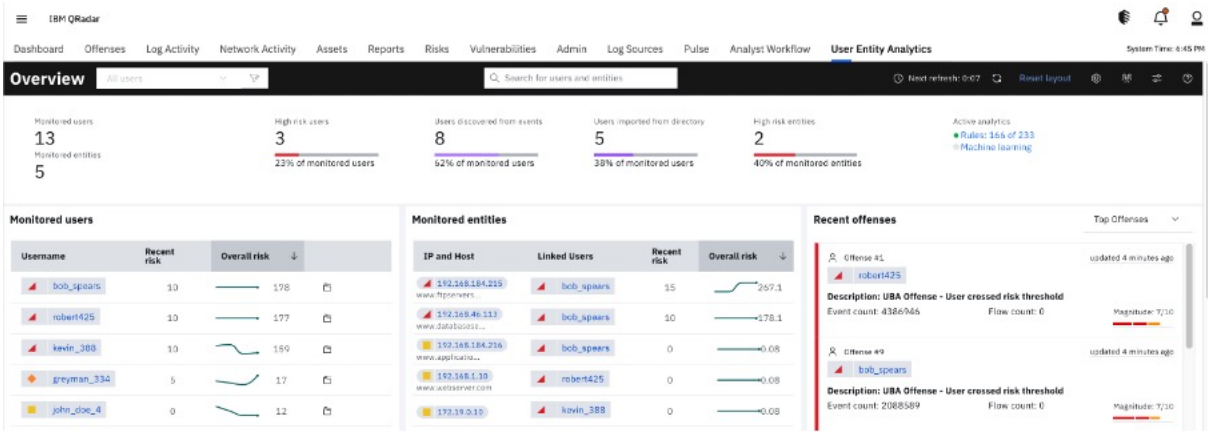 IBM QRadar
Dashboard Offenses Log Activity Network Activity Assets Reports Risks Vulnerabilities Admin Log Sources Pulse Analyst Workflow User Entity Analytics System Time: 6:45 PM
Overview All users Search for users and entities Next refresh: 0:07 Reset layout
Monitored users
13
Monitored entities
5
High risk users
3
23% of monitored users
Users discovered from events
8
62% of monitored users
Users imported from directory
5
38% of monitored users
High risk entities
2
40% of monitored entities
Active analytics
Rules: 166 of 233
Machine learning
Monitored users
Username Recent risk Overall risk
bob_spears 10 178
robert425 10 177
kevin_388 10 159
greyman_334 5 17
john_doe_4 0 12
Monitored entities
IP and Host Linked Users Recent risk Overall risk
192.168.184.215 bob_spears 15 267.1
www.ftpservers...
192.168.46.113 bob_spears 10 178.1
www.databasess...
192.168.184.216 bob_spears 0 0.08
www.applicatio...
192.168.1.10 robert425 0 0.08
www.webserver.com
172.19.0.10 kevin_388 0 0.08
Recent offenses Top Offenses
Offense #1 updated 4 minutes ago
robert425
Description: UBA Offense - User crossed risk threshold
Event count: 4386946 Flow count: 0 Magnitude: 7/10
Offense #9 updated 4 minutes ago
bob_spears
Description: UBA Offense - User crossed risk threshold
Event count: 2088589 Flow count: 0 Magnitude: 7/10